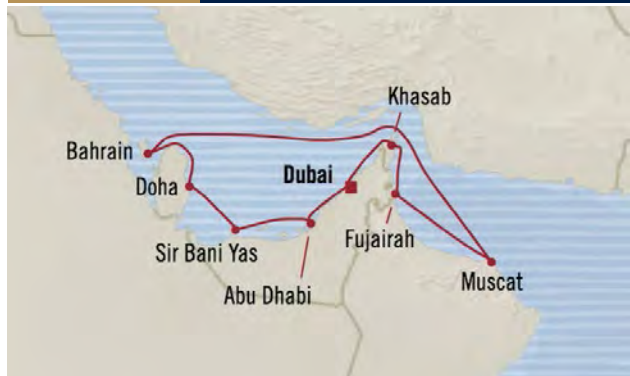 Khasab
Bahrain
Doha
Dubai
Sir Bani Yas
Fujairah
Abu Dhabi
Muscat